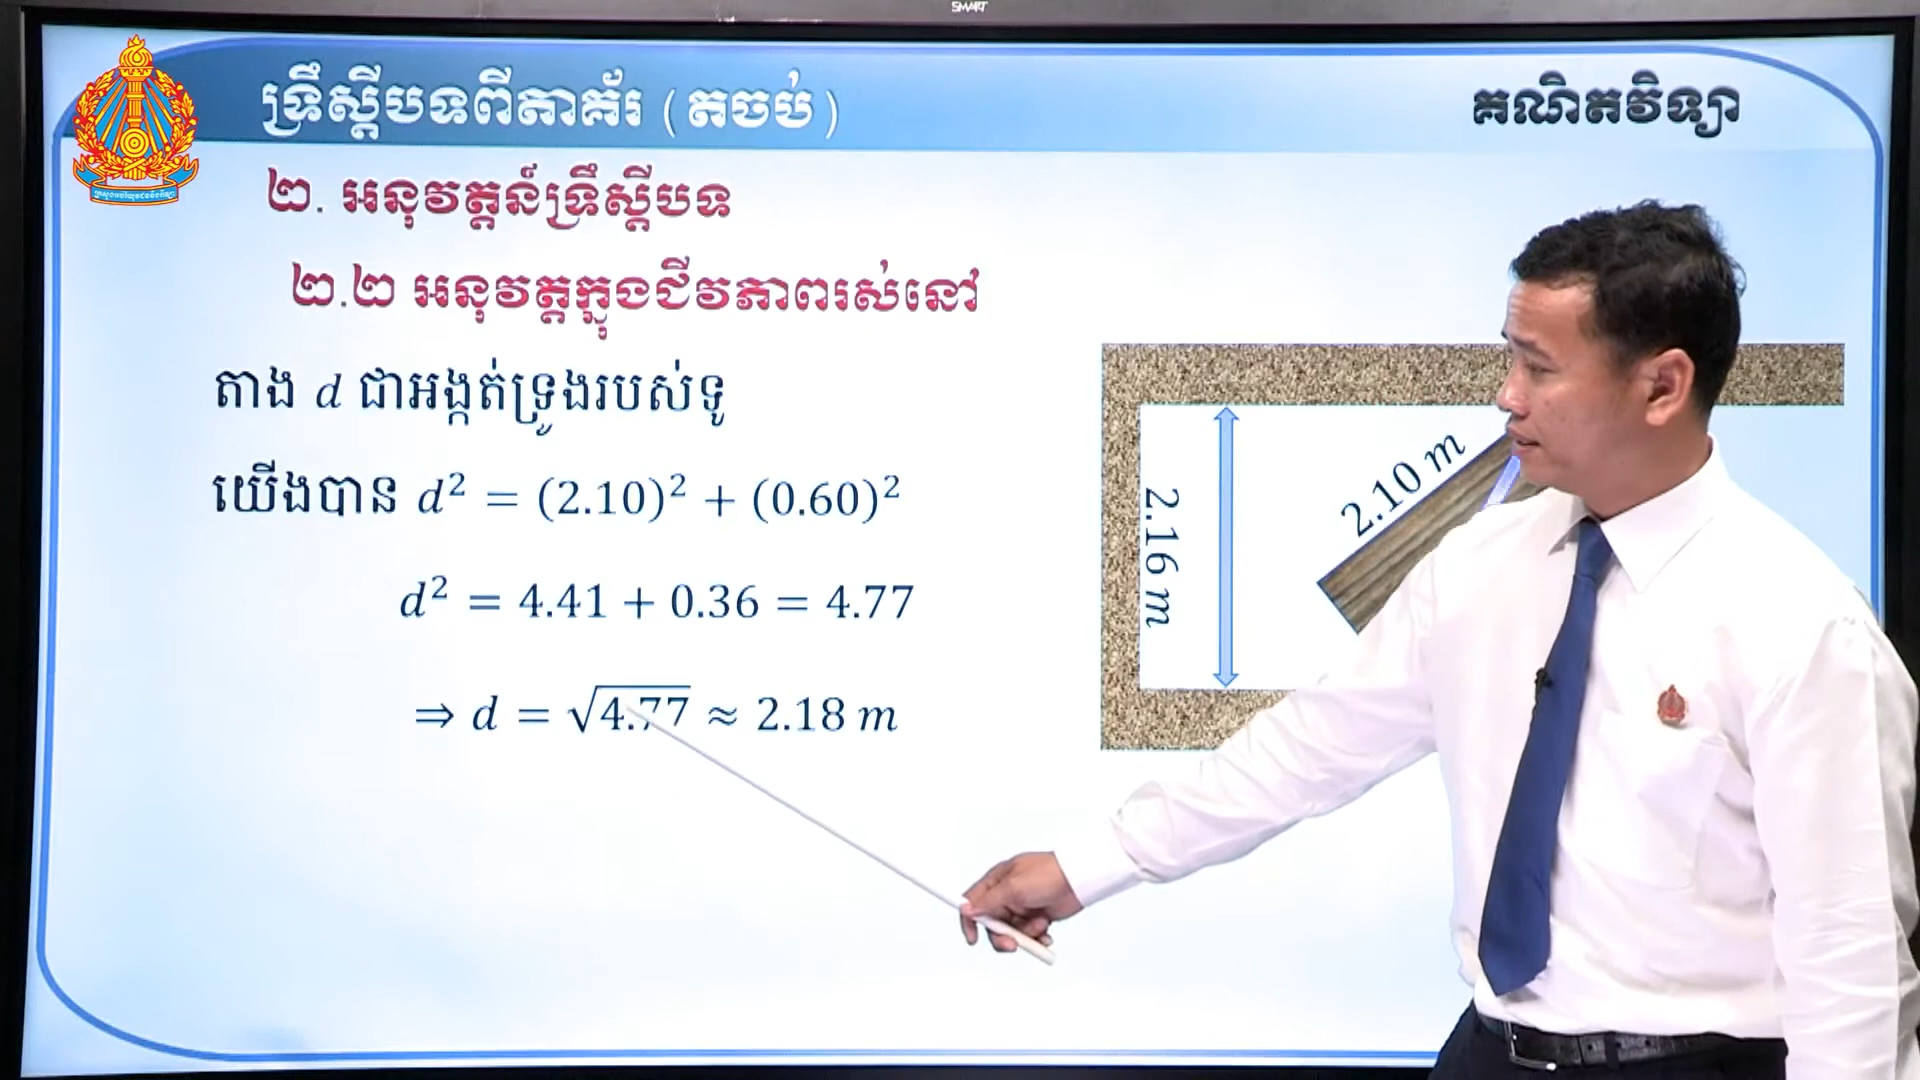 SMART
ទ្រឹស្តីបទពីតាគ័រ (តចប់)
គណិតវិទ្យា
២. អនុវត្តន៍ទ្រឹស្តីបទ
២.២ អនុវត្តក្នុងជីវភាពរស់នៅ
តាង d ជាអង្កត់ទ្រូងរបស់ទូ
យើងបាន d² = (2.10)² + (0.60)²
d² = 4.41 + 0.36 = 4.77
⇒ d = √4.77 ≈ 2.18 m
2.16 m
2.10 m